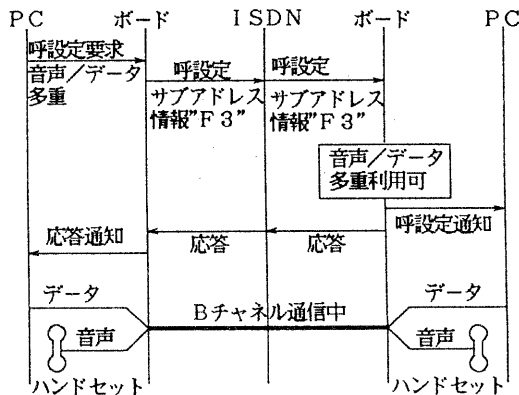 PC ボード ISDN ボード PC
呼設定要求
音声／データ
多重
呼設定
サブアドレス
情報”F3”
呼設定
サブアドレス
情報”F3”
音声／データ
多重利用可
呼設定通知
応答通知
応答
応答
データ
Bチャネル通信中
データ
音声
音声
ハンドセット
ハンドセット